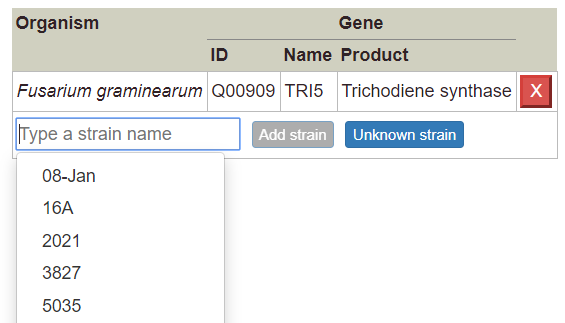 Organism Gene
ID Name Product
Fusarium graminearum Q00909 TRI5 Trichodiene synthase X
Type a strain name Add strain Unknown strain
08-Jan
16A
2021
3827
5035